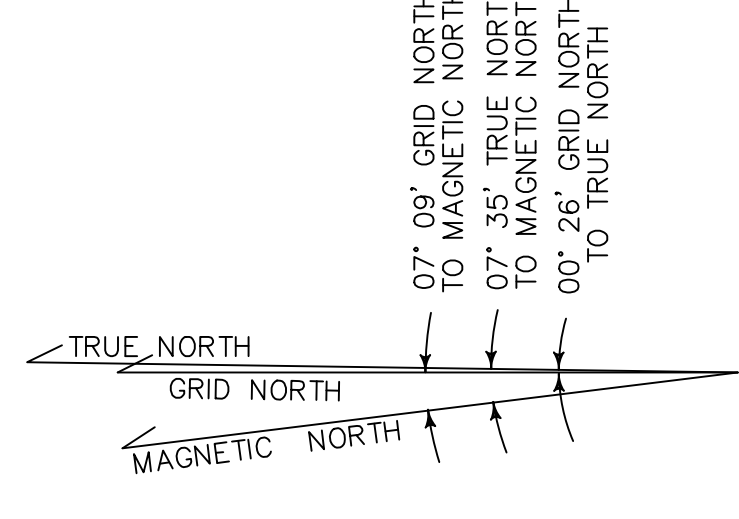 07° 09' GRID NORTH
TO MAGNETIC NORTH
07° 35' TRUE NORTH
TO MAGNETIC NORTH
00° 26' GRID NORTH
TO TRUE NORTH
TRUE NORTH
GRID NORTH
MAGNETIC NORTH